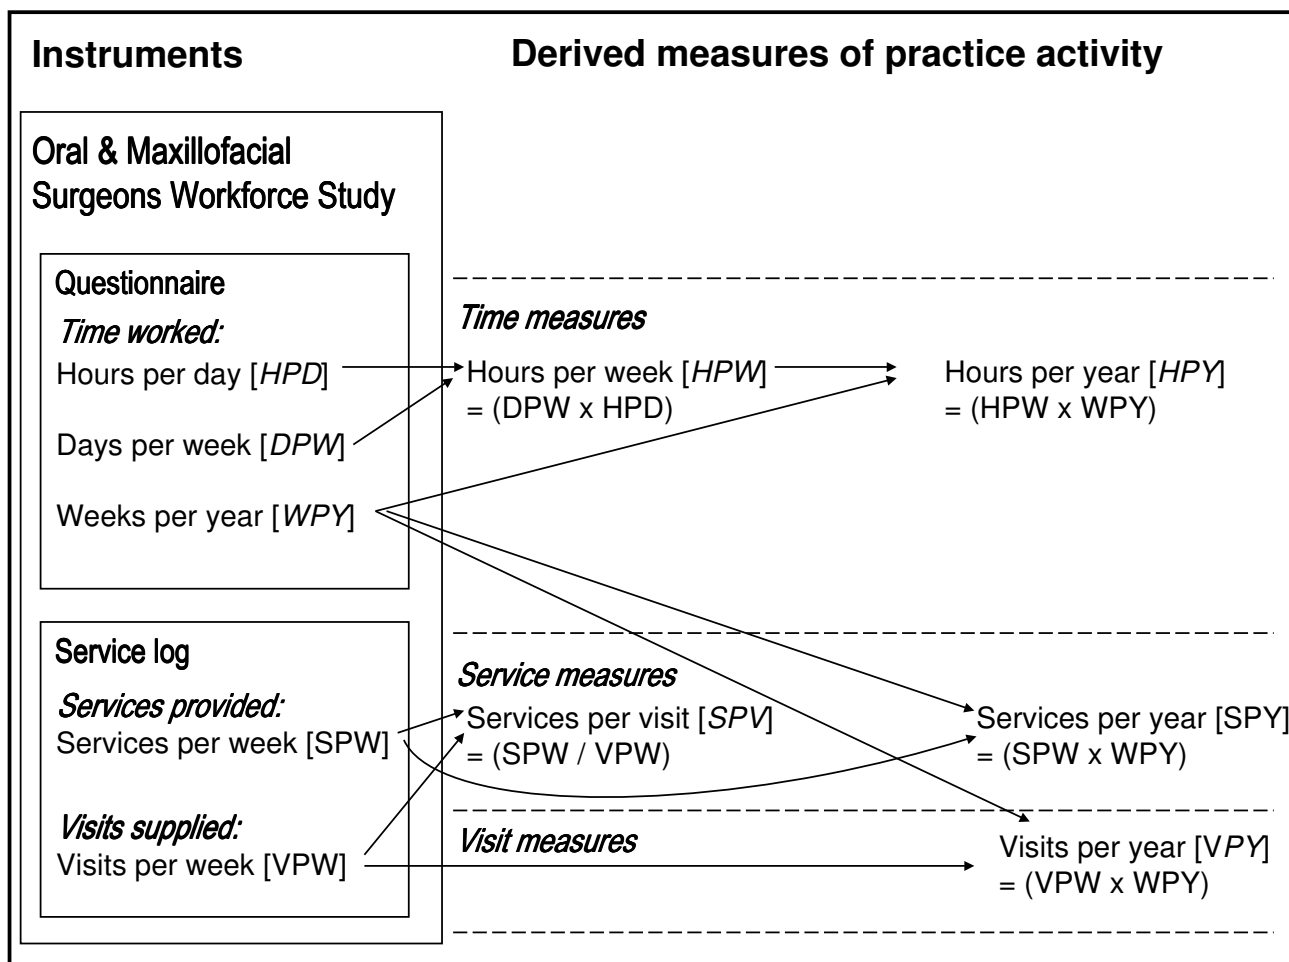 Instruments
Derived measures of practice activity
Oral & Maxillofacial
Surgeons Workforce Study
Questionnaire
Time worked:
Hours per day [HPD]
Days per week [DPW]
Weeks per year [WPY]
Time measures
Hours per week [HPW]
= (DPW x HPD)
Hours per year [HPY]
= (HPW x WPY)
Service log
Services provided:
Services per week [SPW]
Visits supplied:
Visits per week [VPW]
Service measures
Services per visit [SPV]
= (SPW / VPW)
Services per year [SPY]
= (SPW x WPY)
Visit measures
Visits per year [VPY]
= (VPW x WPY)